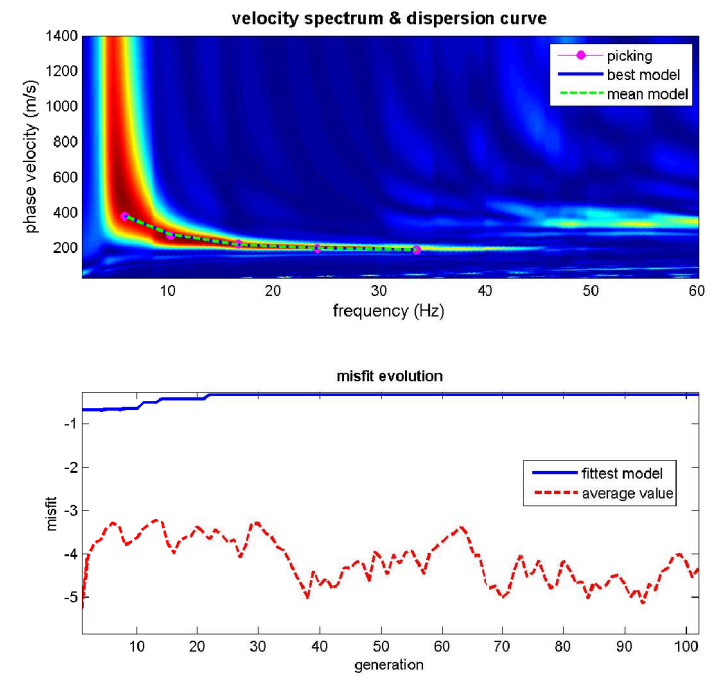 velocity spectrum & dispersion curve
1400
1200
1000
800
600
400
200
phase velocity (m/s)
picking
best model
mean model
10 20 30 40 50 60
frequency (Hz)
misfit evolution
-1
-2
-3
-4
-5
misfit
fittest model
average value
10 20 30 40 50 60 70 80 90 100
generation